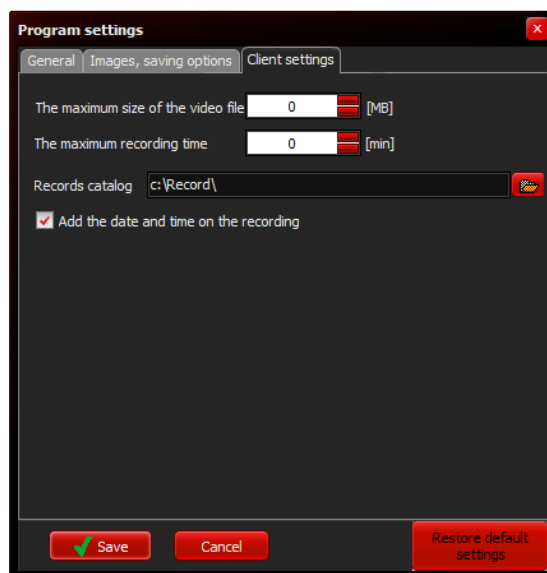 Program settings
General Images, saving options Client settings
The maximum size of the video file 0 [MB]
The maximum recording time 0 [min]
Records catalog c:\Record\
Add the date and time on the recording
Save Cancel Restore default
settings